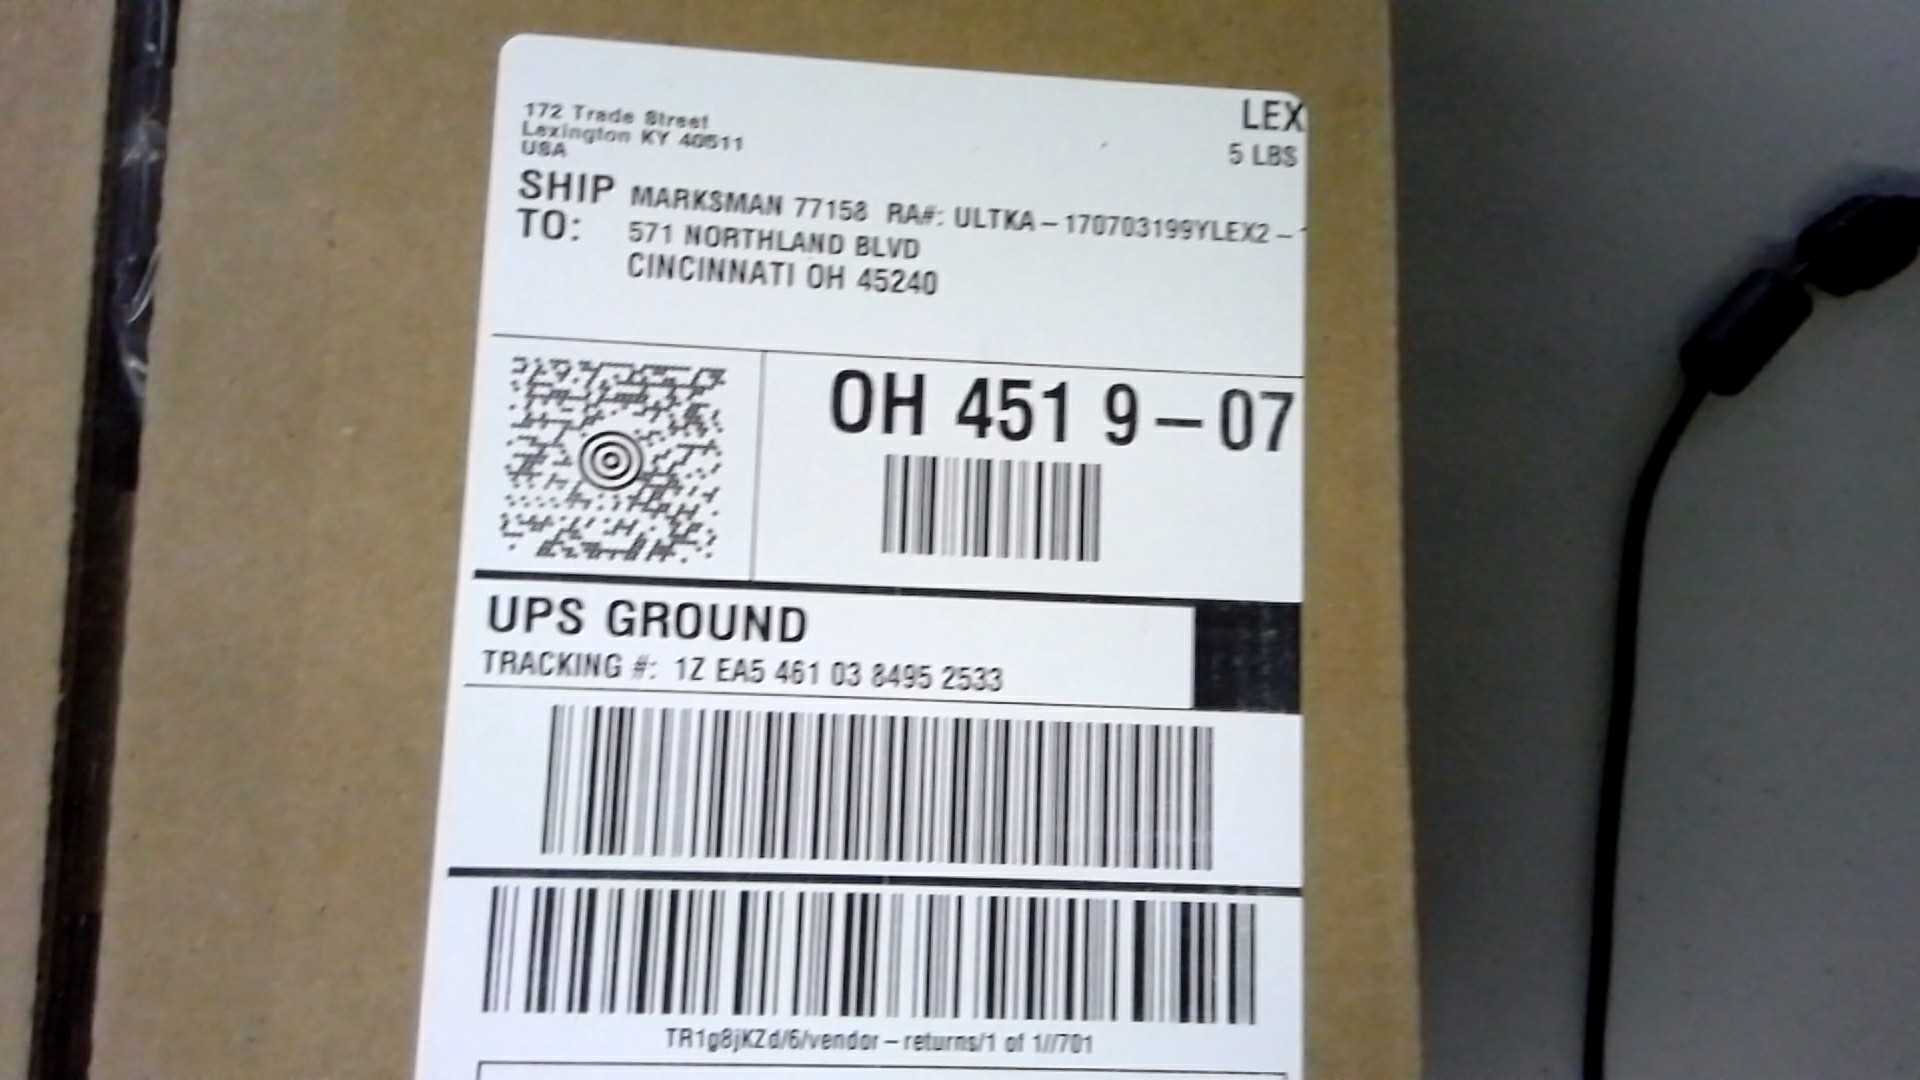 172 Trade Street
Lexington KY 40511
USA
LEX
5 LBS
SHIP TO: MARKSMAN 77158 RA#: ULTKA-170703199YLEX2-
571 NORTHLAND BLVD
CINCINNATI OH 45240
OH 451 9-07
UPS GROUND
TRACKING #: 1Z EA5 461 03 8495 2533
TR1g8jKZd/6/vendor-returns/1 of 1//701